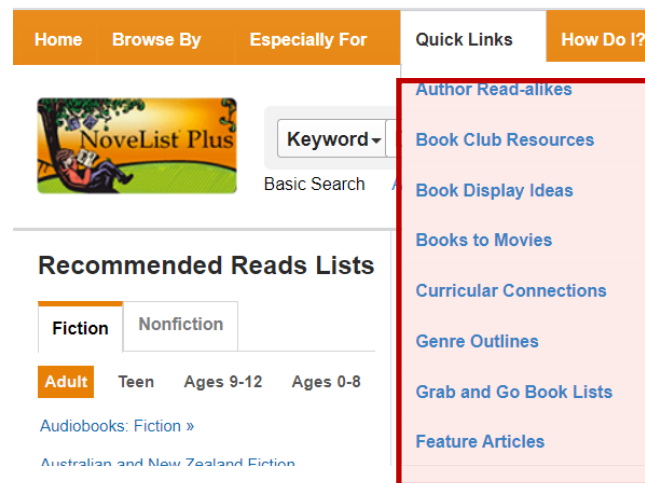 Home Browse By Especially For Quick Links How Do I?
NoveList Plus
Keyword
Basic Search
Author Read-alikes
Book Club Resources
Book Display Ideas
Books to Movies
Curricular Connections
Genre Outlines
Grab and Go Book Lists
Feature Articles
Recommended Reads Lists
Fiction Nonfiction
Adult Teen Ages 9-12 Ages 0-8
Audiobooks: Fiction »
Australian and New Zealand Fiction